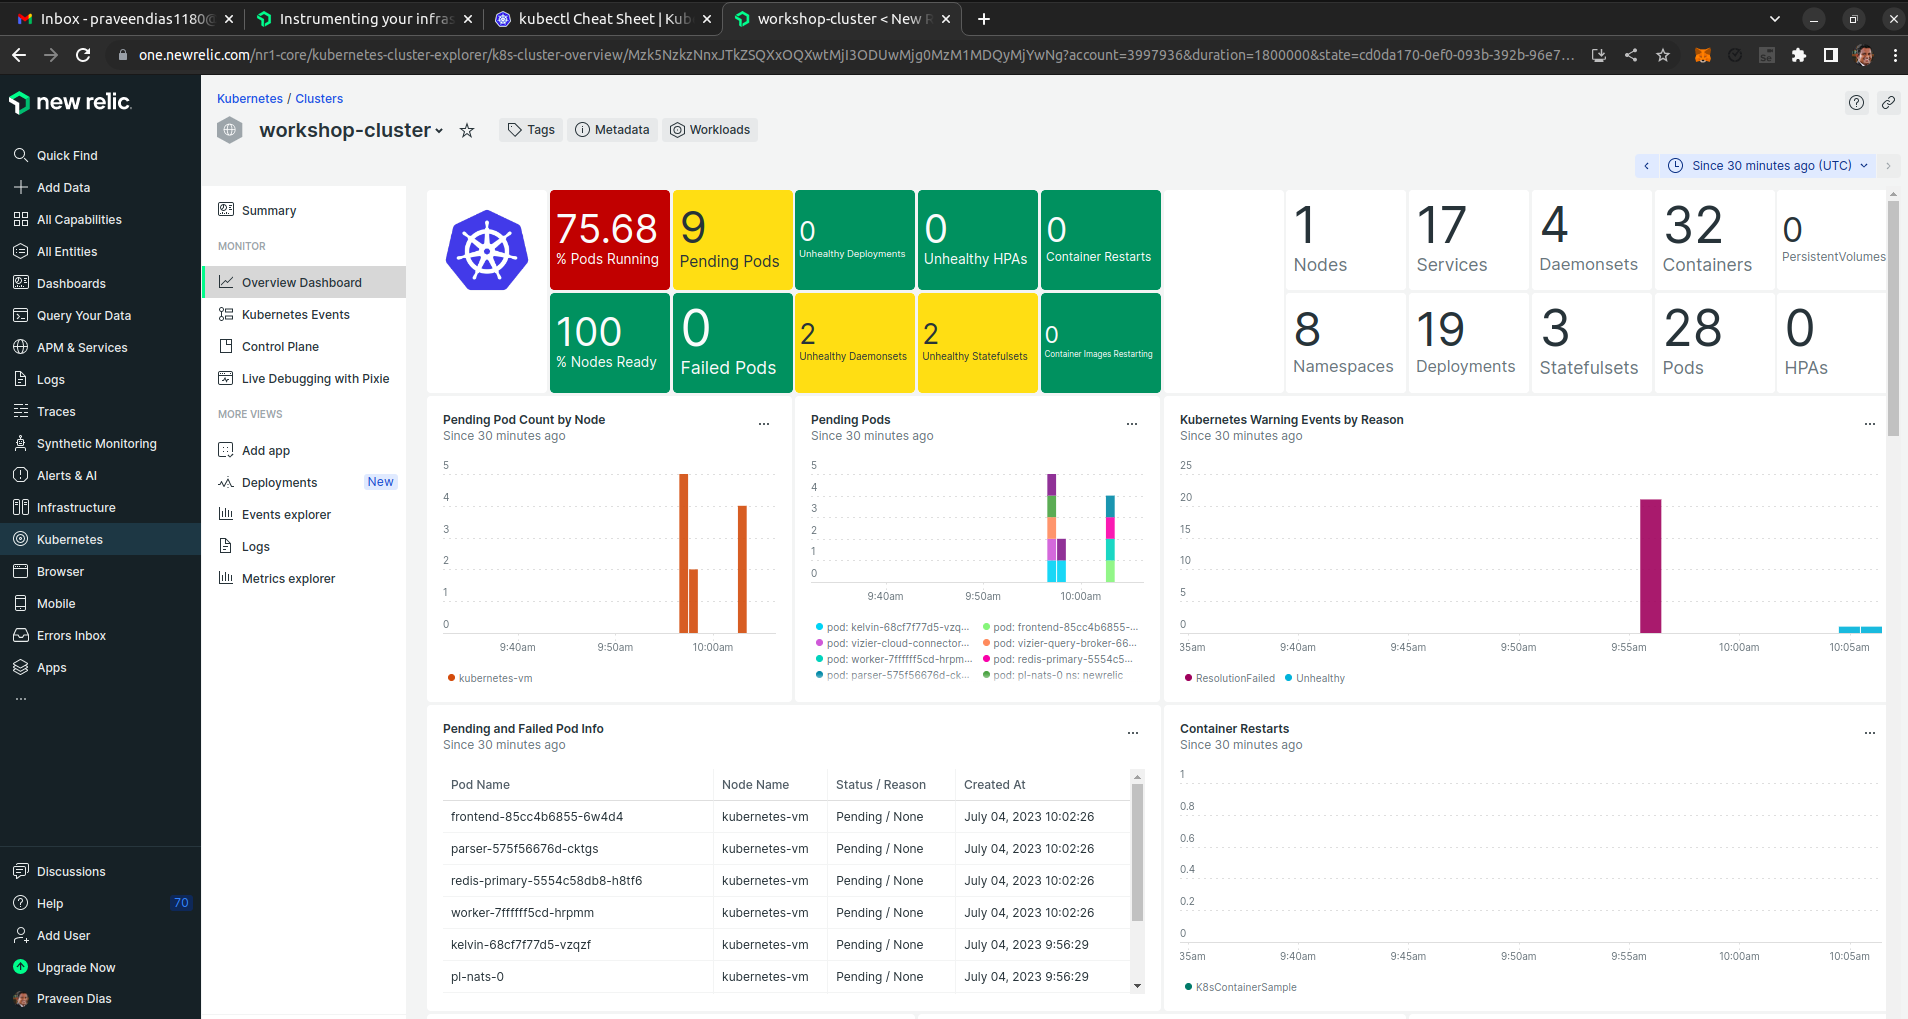 Inbox - praveendias1180@
Instrumenting your infras
kubectl Cheat Sheet | Kub
workshop-cluster < New R
one.newrelic.com/nr1-core/kubernetes-cluster-explorer/k8s-cluster-overview/Mzk5NzkzNnxJTkZSQXxOQXwtMjI3ODUwMjg0MzM1MDQyMjYwNg?account=3997936&duration=1800000&state=cd0da170-0ef0-093b-392b-96e7...
new relic
Quick Find
Add Data
All Capabilities
All Entities
Dashboards
Query Your Data
APM & Services
Logs
Traces
Synthetic Monitoring
Alerts & AI
Infrastructure
Kubernetes
Browser
Mobile
Errors Inbox
Apps
...
Discussions
Help 70
Add User
Upgrade Now
Praveen Dias
Kubernetes / Clusters
workshop-cluster
Tags
Metadata
Workloads
Since 30 minutes ago (UTC)
Summary
MONITOR
Overview Dashboard
Kubernetes Events
Control Plane
Live Debugging with Pixie
MORE VIEWS
Add app
Deployments New
Events explorer
Logs
Metrics explorer
75.68
% Pods Running
9
Pending Pods
0
Unhealthy Deployments
0
Unhealthy HPAs
0
Container Restarts
1
Nodes
17
Services
4
Daemonsets
32
Containers
0
PersistentVolumes
100
% Nodes Ready
0
Failed Pods
2
Unhealthy Daemonsets
2
Unhealthy Statefulsets
0
Container Images Restarting
8
Namespaces
19
Deployments
3
Statefulsets
28
Pods
0
HPAs
Pending Pod Count by Node
Since 30 minutes ago
5
4
3
2
1
0
9:40am 9:50am 10:00am
kubernetes-vm
Pending Pods
Since 30 minutes ago
5
4
3
2
1
0
9:40am 9:50am 10:00am
pod: kelvin-68cf7f77d5-vzq... pod: frontend-85cc4b6855-...
pod: vizier-cloud-connector... pod: vizier-query-broker-66...
pod: worker-7ffffff5cd-hrpm... pod: redis-primary-5554c5...
pod: parser-575f56676d-ck... pod: pl-nats-0 ns: newrelic
Kubernetes Warning Events by Reason
Since 30 minutes ago
25
20
15
10
5
0
35am 9:40am 9:45am 9:50am 9:55am 10:00am 10:05am
ResolutionFailed Unhealthy
Pending and Failed Pod Info
Since 30 minutes ago
Pod Name Node Name Status / Reason Created At
frontend-85cc4b6855-6w4d4 kubernetes-vm Pending / None July 04, 2023 10:02:26
parser-575f56676d-cktgs kubernetes-vm Pending / None July 04, 2023 10:02:26
redis-primary-5554c58db8-h8tf6 kubernetes-vm Pending / None July 04, 2023 10:02:26
worker-7ffffff5cd-hrpmm kubernetes-vm Pending / None July 04, 2023 10:02:26
kelvin-68cf7f77d5-vzqzf kubernetes-vm Pending / None July 04, 2023 9:56:29
pl-nats-0 kubernetes-vm Pending / None July 04, 2023 9:56:29
Container Restarts
Since 30 minutes ago
1
0.8
0.6
0.4
0.2
0
35am 9:40am 9:45am 9:50am 9:55am 10:00am 10:05am
K8sContainerSample